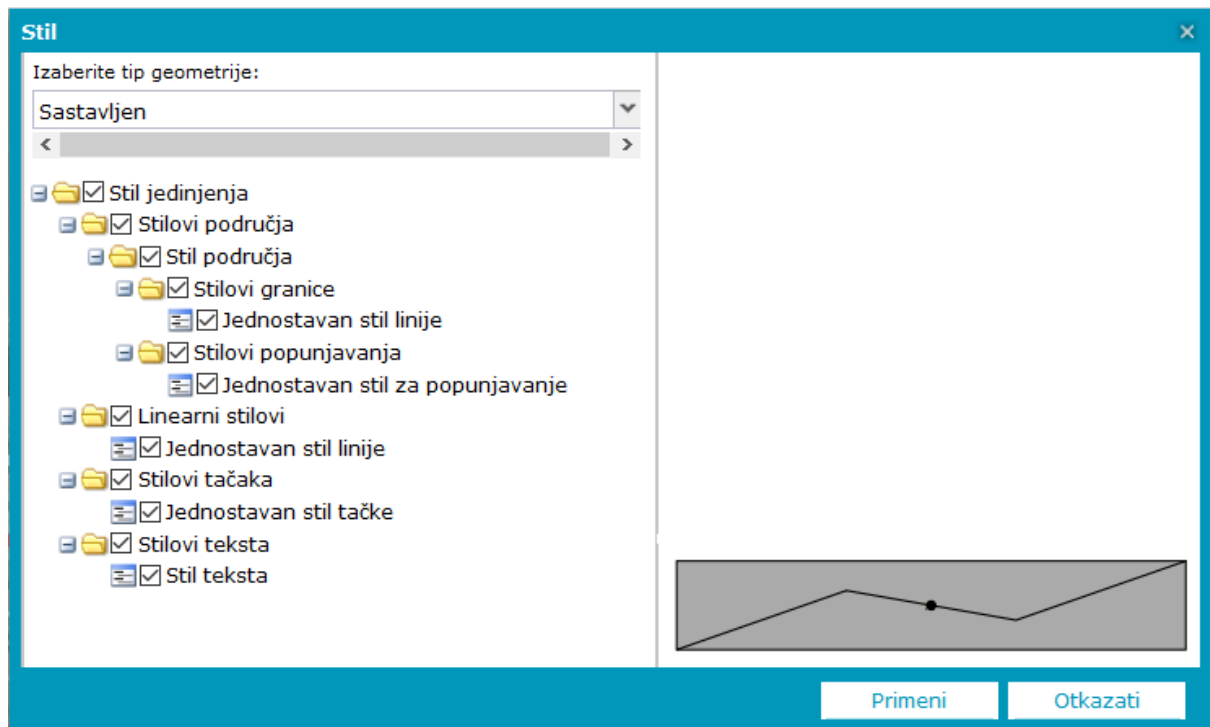 Stil
Izaberite tip geometrije:
Sastavljen
Stil jedinjenja
Stilovi područja
Stil područja
Stilovi granice
Jednostavan stil linije
Stilovi popunjavanja
Jednostavan stil za popunjavanje
Linearni stilovi
Jednostavan stil linije
Stilovi tačaka
Jednostavan stil tačke
Stilovi teksta
Stil teksta
Primeni Otkazati